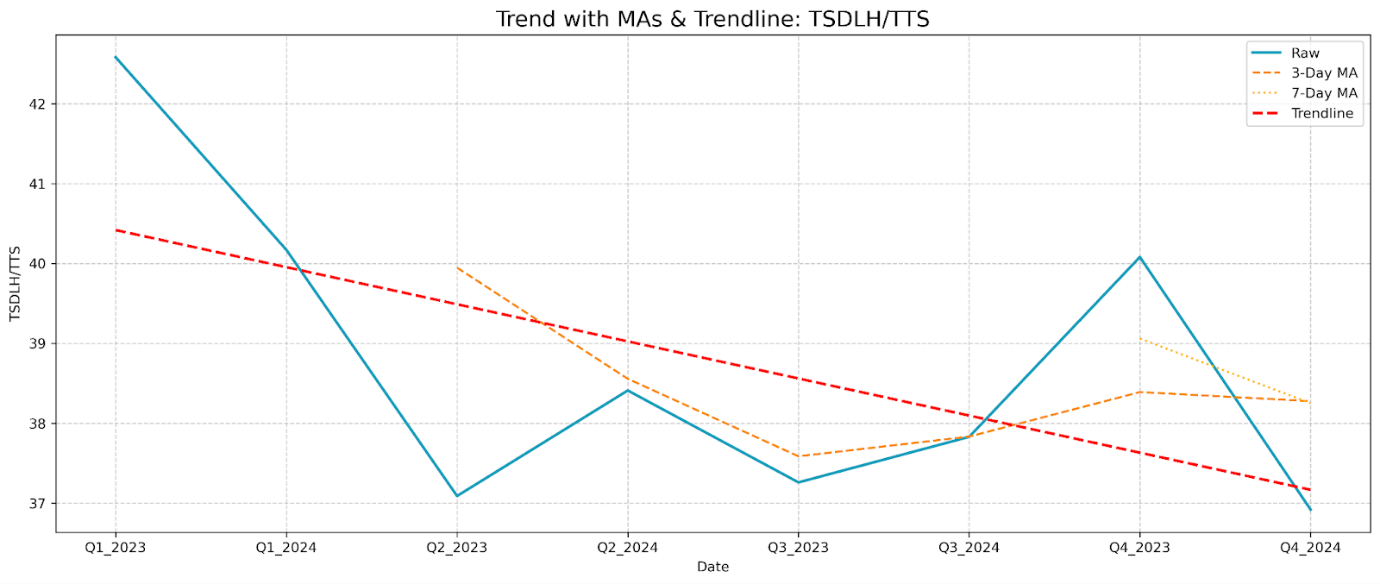 Trend with MAs & Trendline: TSDLH/TTS
Raw
3-Day MA
7-Day MA
Trendline
42
41
40
39
38
37
TSDLH/TTS
Q1_2023
Q1_2024
Q2_2023
Q2_2024
Q3_2023
Q3_2024
Q4_2023
Q4_2024
Date